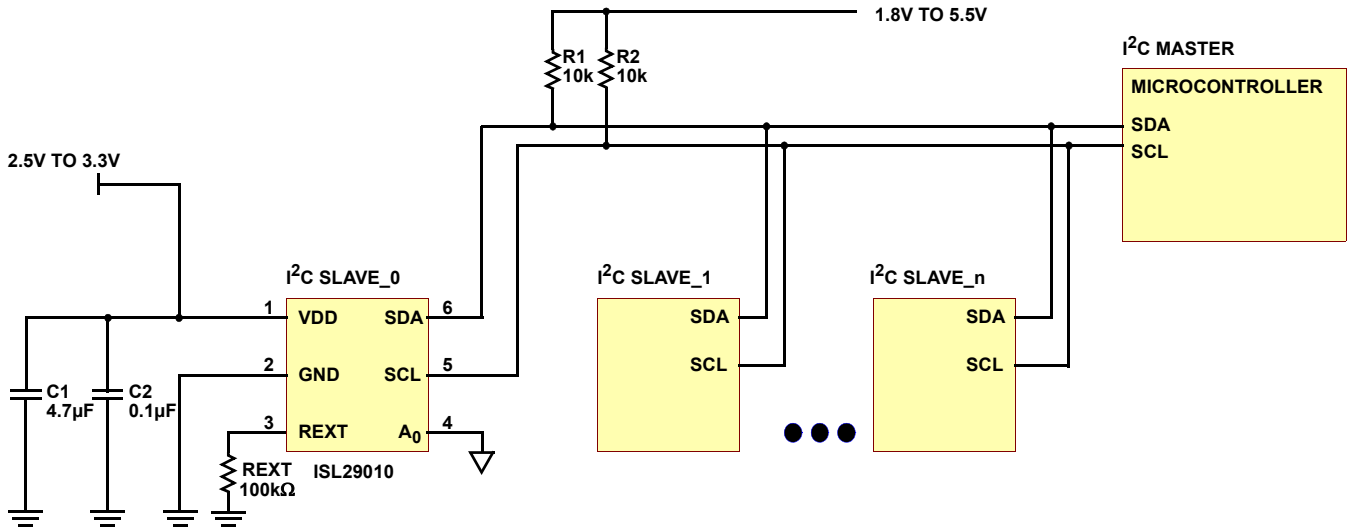 1.8V TO 5.5V
R1
10k
R2
10k
I²C MASTER
MICROCONTROLLER
SDA
SCL
2.5V TO 3.3V
I²C SLAVE_0
1
VDD
SDA
6
2
GND
SCL
5
3
REXT
A₀
4
ISL29010
C1
4.7µF
C2
0.1µF
REXT
100kΩ
I²C SLAVE_1
SDA
SCL
I²C SLAVE_n
SDA
SCL